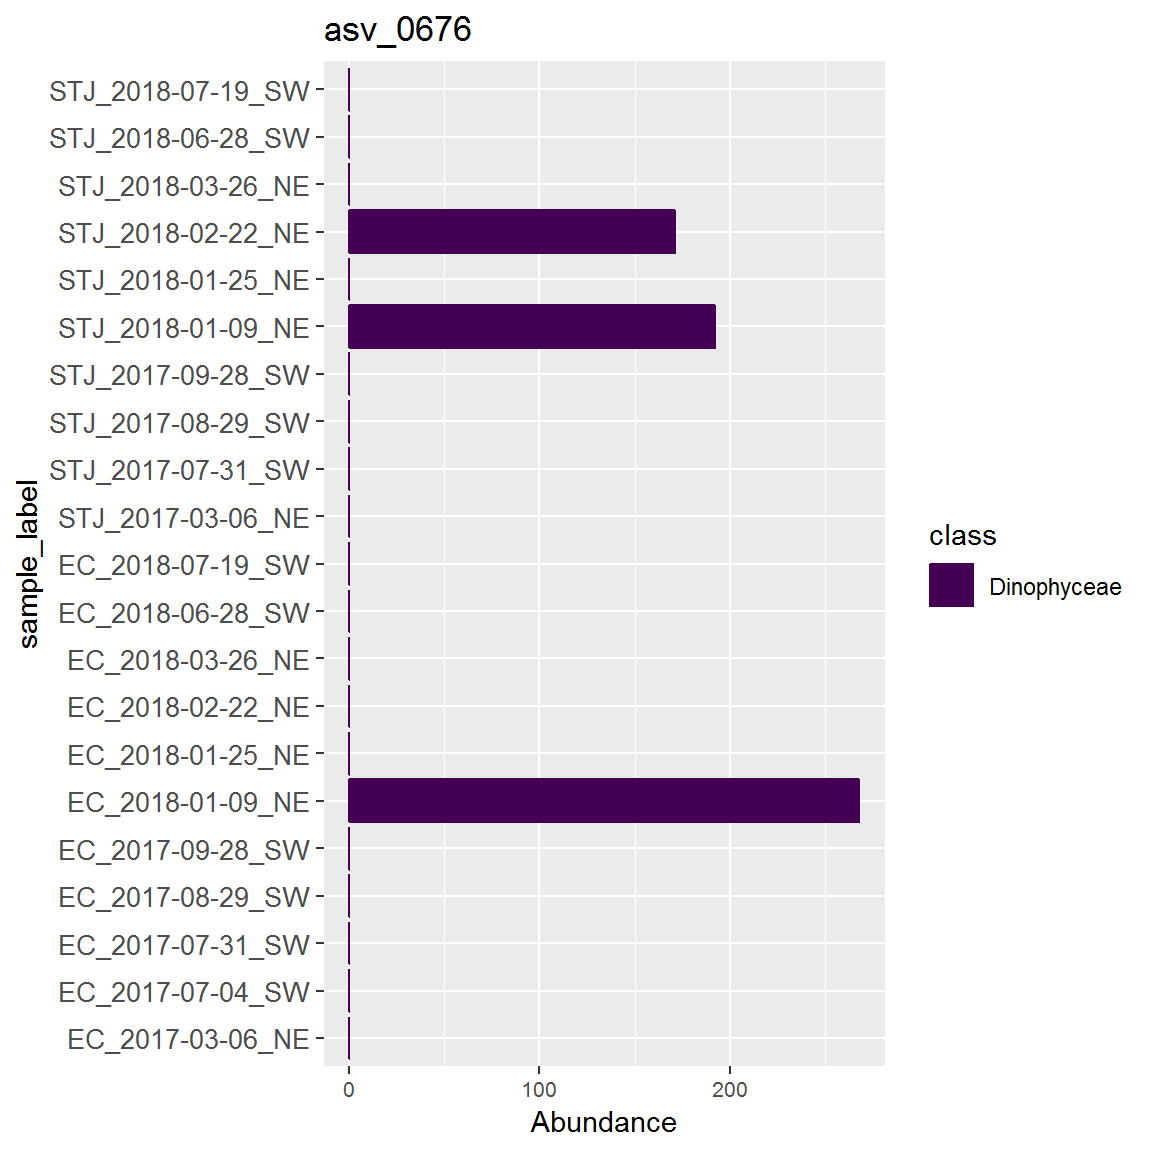 asv_0676
STJ_2018-07-19_SW
STJ_2018-06-28_SW
STJ_2018-03-26_NE
STJ_2018-02-22_NE
STJ_2018-01-25_NE
STJ_2018-01-09_NE
STJ_2017-09-28_SW
STJ_2017-08-29_SW
STJ_2017-07-31_SW
STJ_2017-03-06_NE
EC_2018-07-19_SW
EC_2018-06-28_SW
EC_2018-03-26_NE
EC_2018-02-22_NE
EC_2018-01-25_NE
EC_2018-01-09_NE
EC_2017-09-28_SW
EC_2017-08-29_SW
EC_2017-07-31_SW
EC_2017-07-04_SW
EC_2017-03-06_NE
sample_label
0 100 200
Abundance
class
Dinophyceae